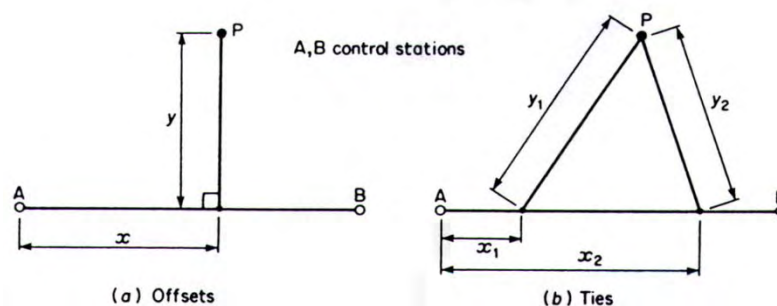 P
y
A
B
x
(a) Offsets
A,B control stations
P
y₁
y₂
A
x₁
x₂
(b) Ties